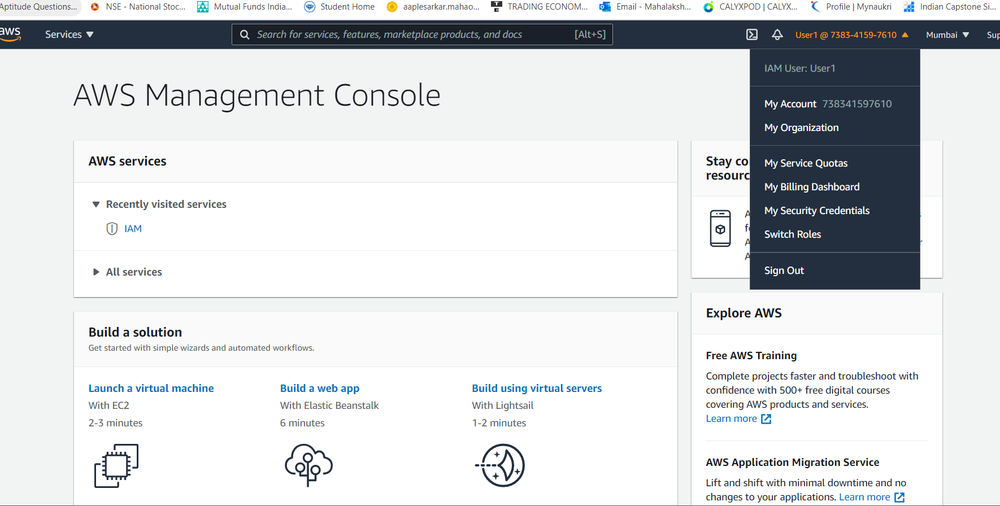 Aptitude Questions... NSE - National Stoc... Mutual Funds India... Student Home aaplesarkar.mahao... TRADING ECONOM... Email - Mahalaksh... CALYXPOD | CALYX... Profile | Mynaukri Indian Capstone Si...
aws Services Search for services, features, marketplace products, and docs [Alt+S] User1 @ 7383-4159-7610 Mumbai Sup
IAM User: User1
My Account 738341597610
My Organization
My Service Quotas
My Billing Dashboard
My Security Credentials
Switch Roles
Sign Out
AWS Management Console
AWS services
Recently visited services
IAM
All services
Build a solution
Get started with simple wizards and automated workflows.
Launch a virtual machine
With EC2
2-3 minutes
Build a web app
With Elastic Beanstalk
6 minutes
Build using virtual servers
With Lightsail
1-2 minutes
Stay co
resourc
Explore AWS
Free AWS Training
Complete projects faster and troubleshoot with
confidence with 500+ free digital courses
covering AWS products and services.
Learn more
AWS Application Migration Service
Lift and shift with minimal downtime and no
changes to your applications. Learn more